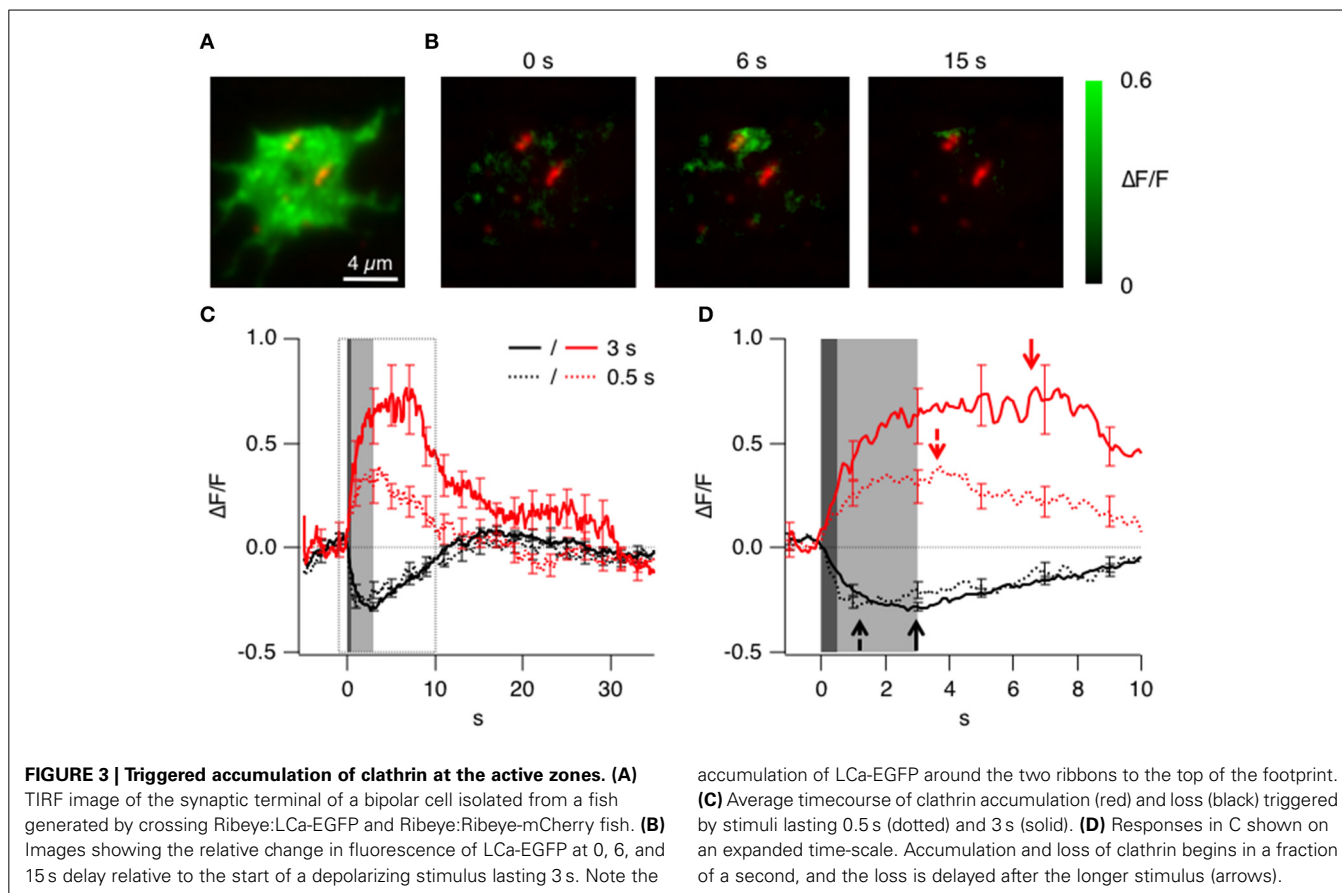 A
B
0 s
6 s
15 s
4 µm
0.6
ΔF/F
0
C
1.0
0.5
0.0
-0.5
ΔF/F
/ 3 s
/ 0.5 s
0
10
20
30
s
D
1.0
0.5
0.0
-0.5
ΔF/F
0
2
4
6
8
10
s
FIGURE 3 | Triggered accumulation of clathrin at the active zones. (A)
TIRF image of the synaptic terminal of a bipolar cell isolated from a fish
generated by crossing Ribeye:LCa-EGFP and Ribeye:Ribeye-mCherry fish. (B)
Images showing the relative change in fluorescence of LCa-EGFP at 0, 6, and
15 s delay relative to the start of a depolarizing stimulus lasting 3 s. Note the
accumulation of LCa-EGFP around the two ribbons to the top of the footprint.
(C) Average timecourse of clathrin accumulation (red) and loss (black) triggered
by stimuli lasting 0.5 s (dotted) and 3 s (solid). (D) Responses in C shown on
an expanded time-scale. Accumulation and loss of clathrin begins in a fraction
of a second, and the loss is delayed after the longer stimulus (arrows).